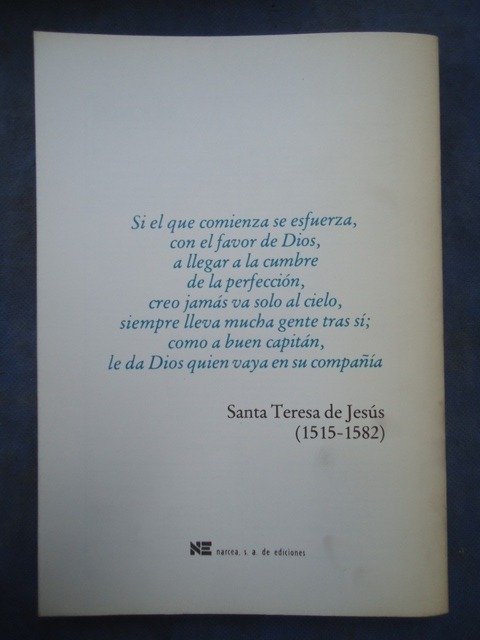 Si el que comienza se esfuerza,
con el favor de Dios,
a llegar a la cumbre
de la perfección,
creo jamás va solo al cielo,
siempre lleva mucha gente tras sí;
como a buen capitán,
le da Dios quien vaya en su compañía
Santa Teresa de Jesús
(1515-1582)
NE narcea, s. a. de ediciones